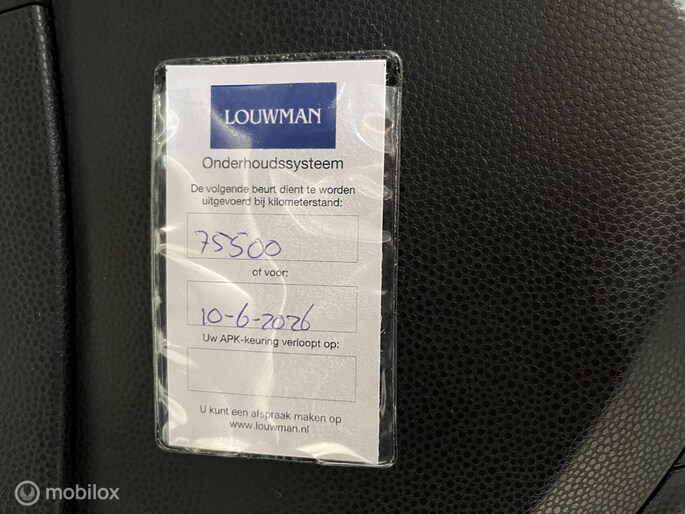 LOUWMAN
Onderhoudssysteem
De volgende beurt dient te worden
uitgevoerd bij kilometerstand:
75500
of voor:
10-6-2026
Uw APK-keuring verloopt op:
U kunt een afspraak maken op
www.louwman.nl
mobilox